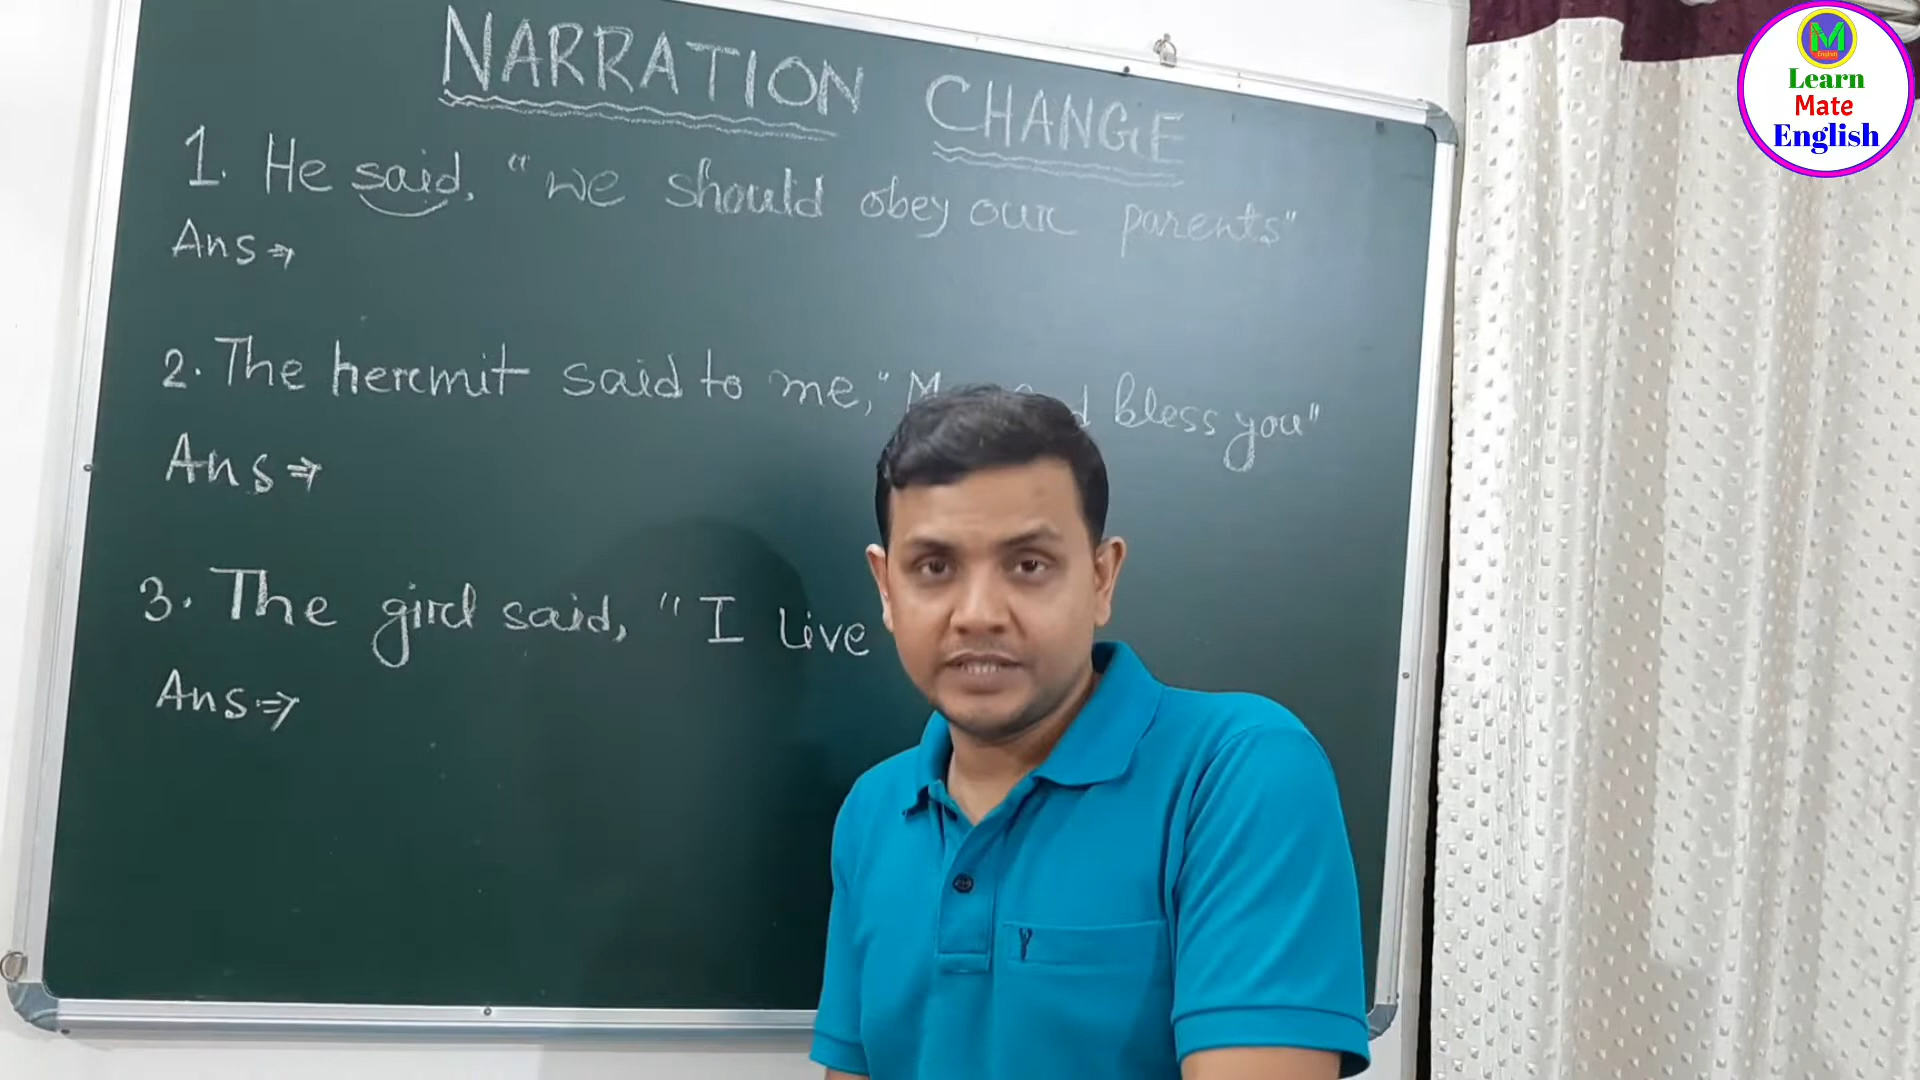 NARRATION CHANGE
1. He said, "we should obey our parents"
Ans⇒
2. The hermit said to me, " bless you"
Ans⇒
3. The girl said, "I live
Ans⇒
M
Learn
Mate
English